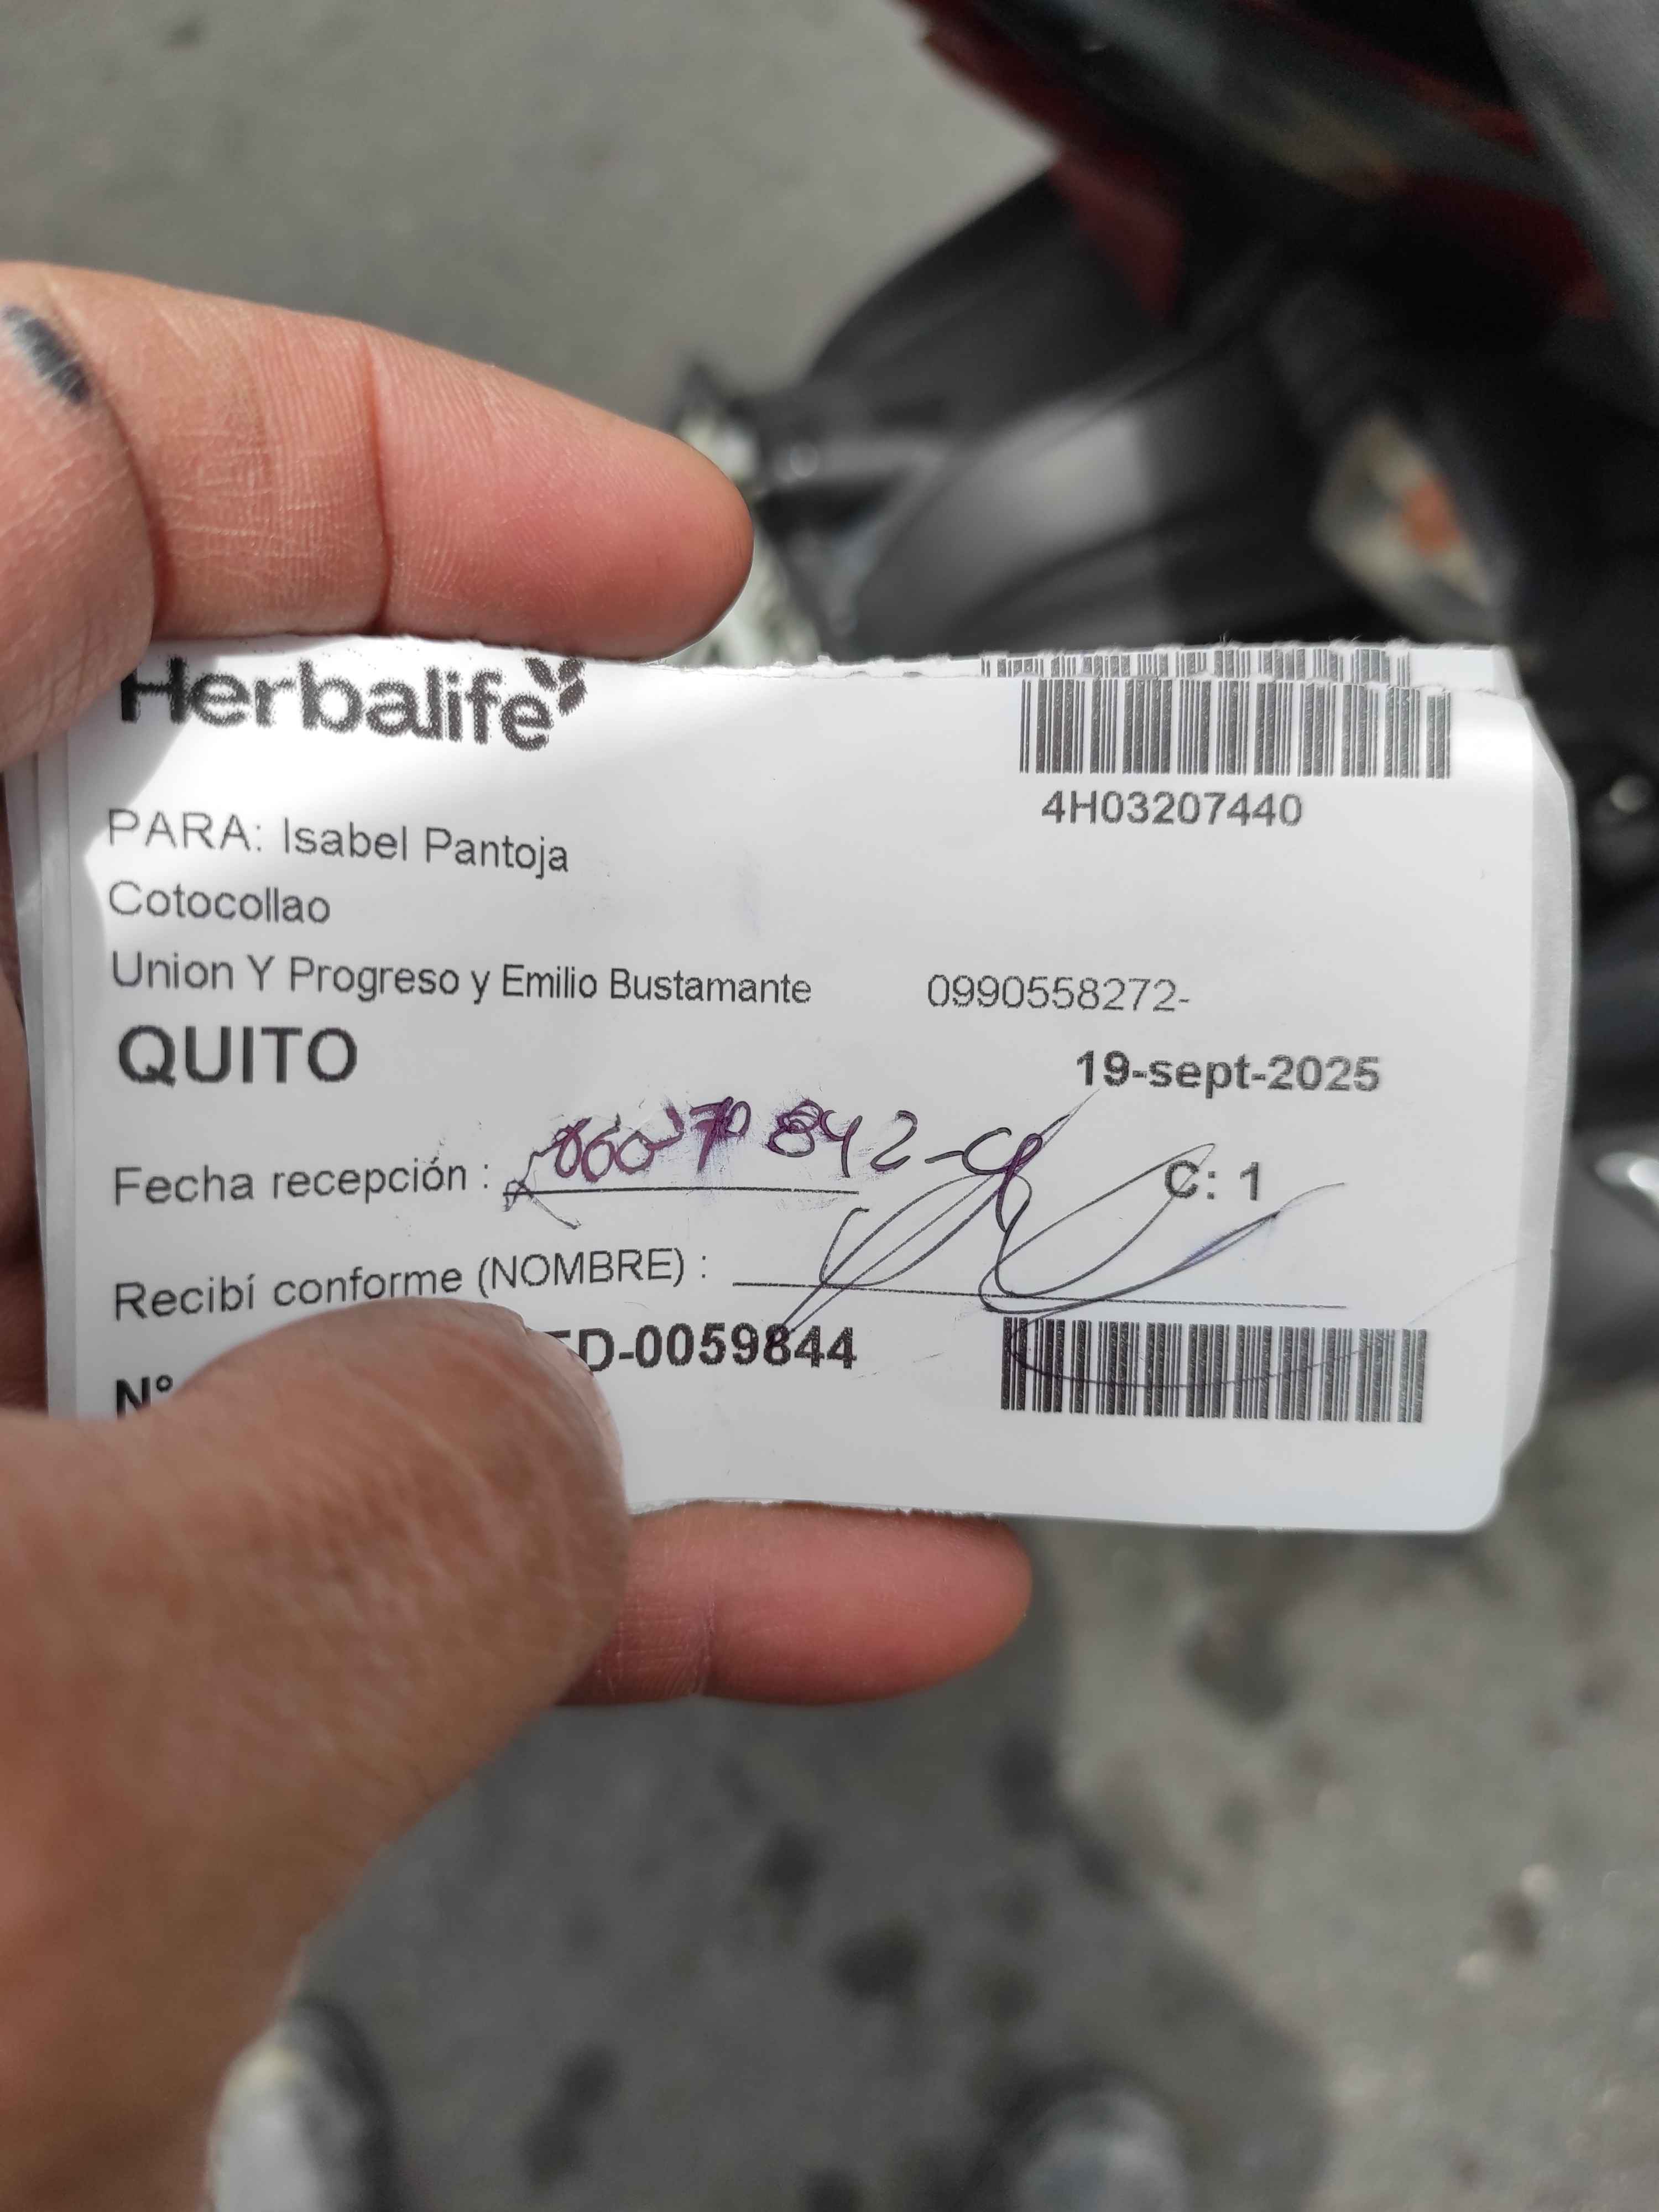 Herbalife
4H03207440
PARA: Isabel Pantoja
Cotocollao
Union Y Progreso y Emilio Bustamante 0990558272-
QUITO
19-sept-2025
Fecha recepción :
C: 1
Recibí conforme (NOMBRE) :
D-0059844
N°